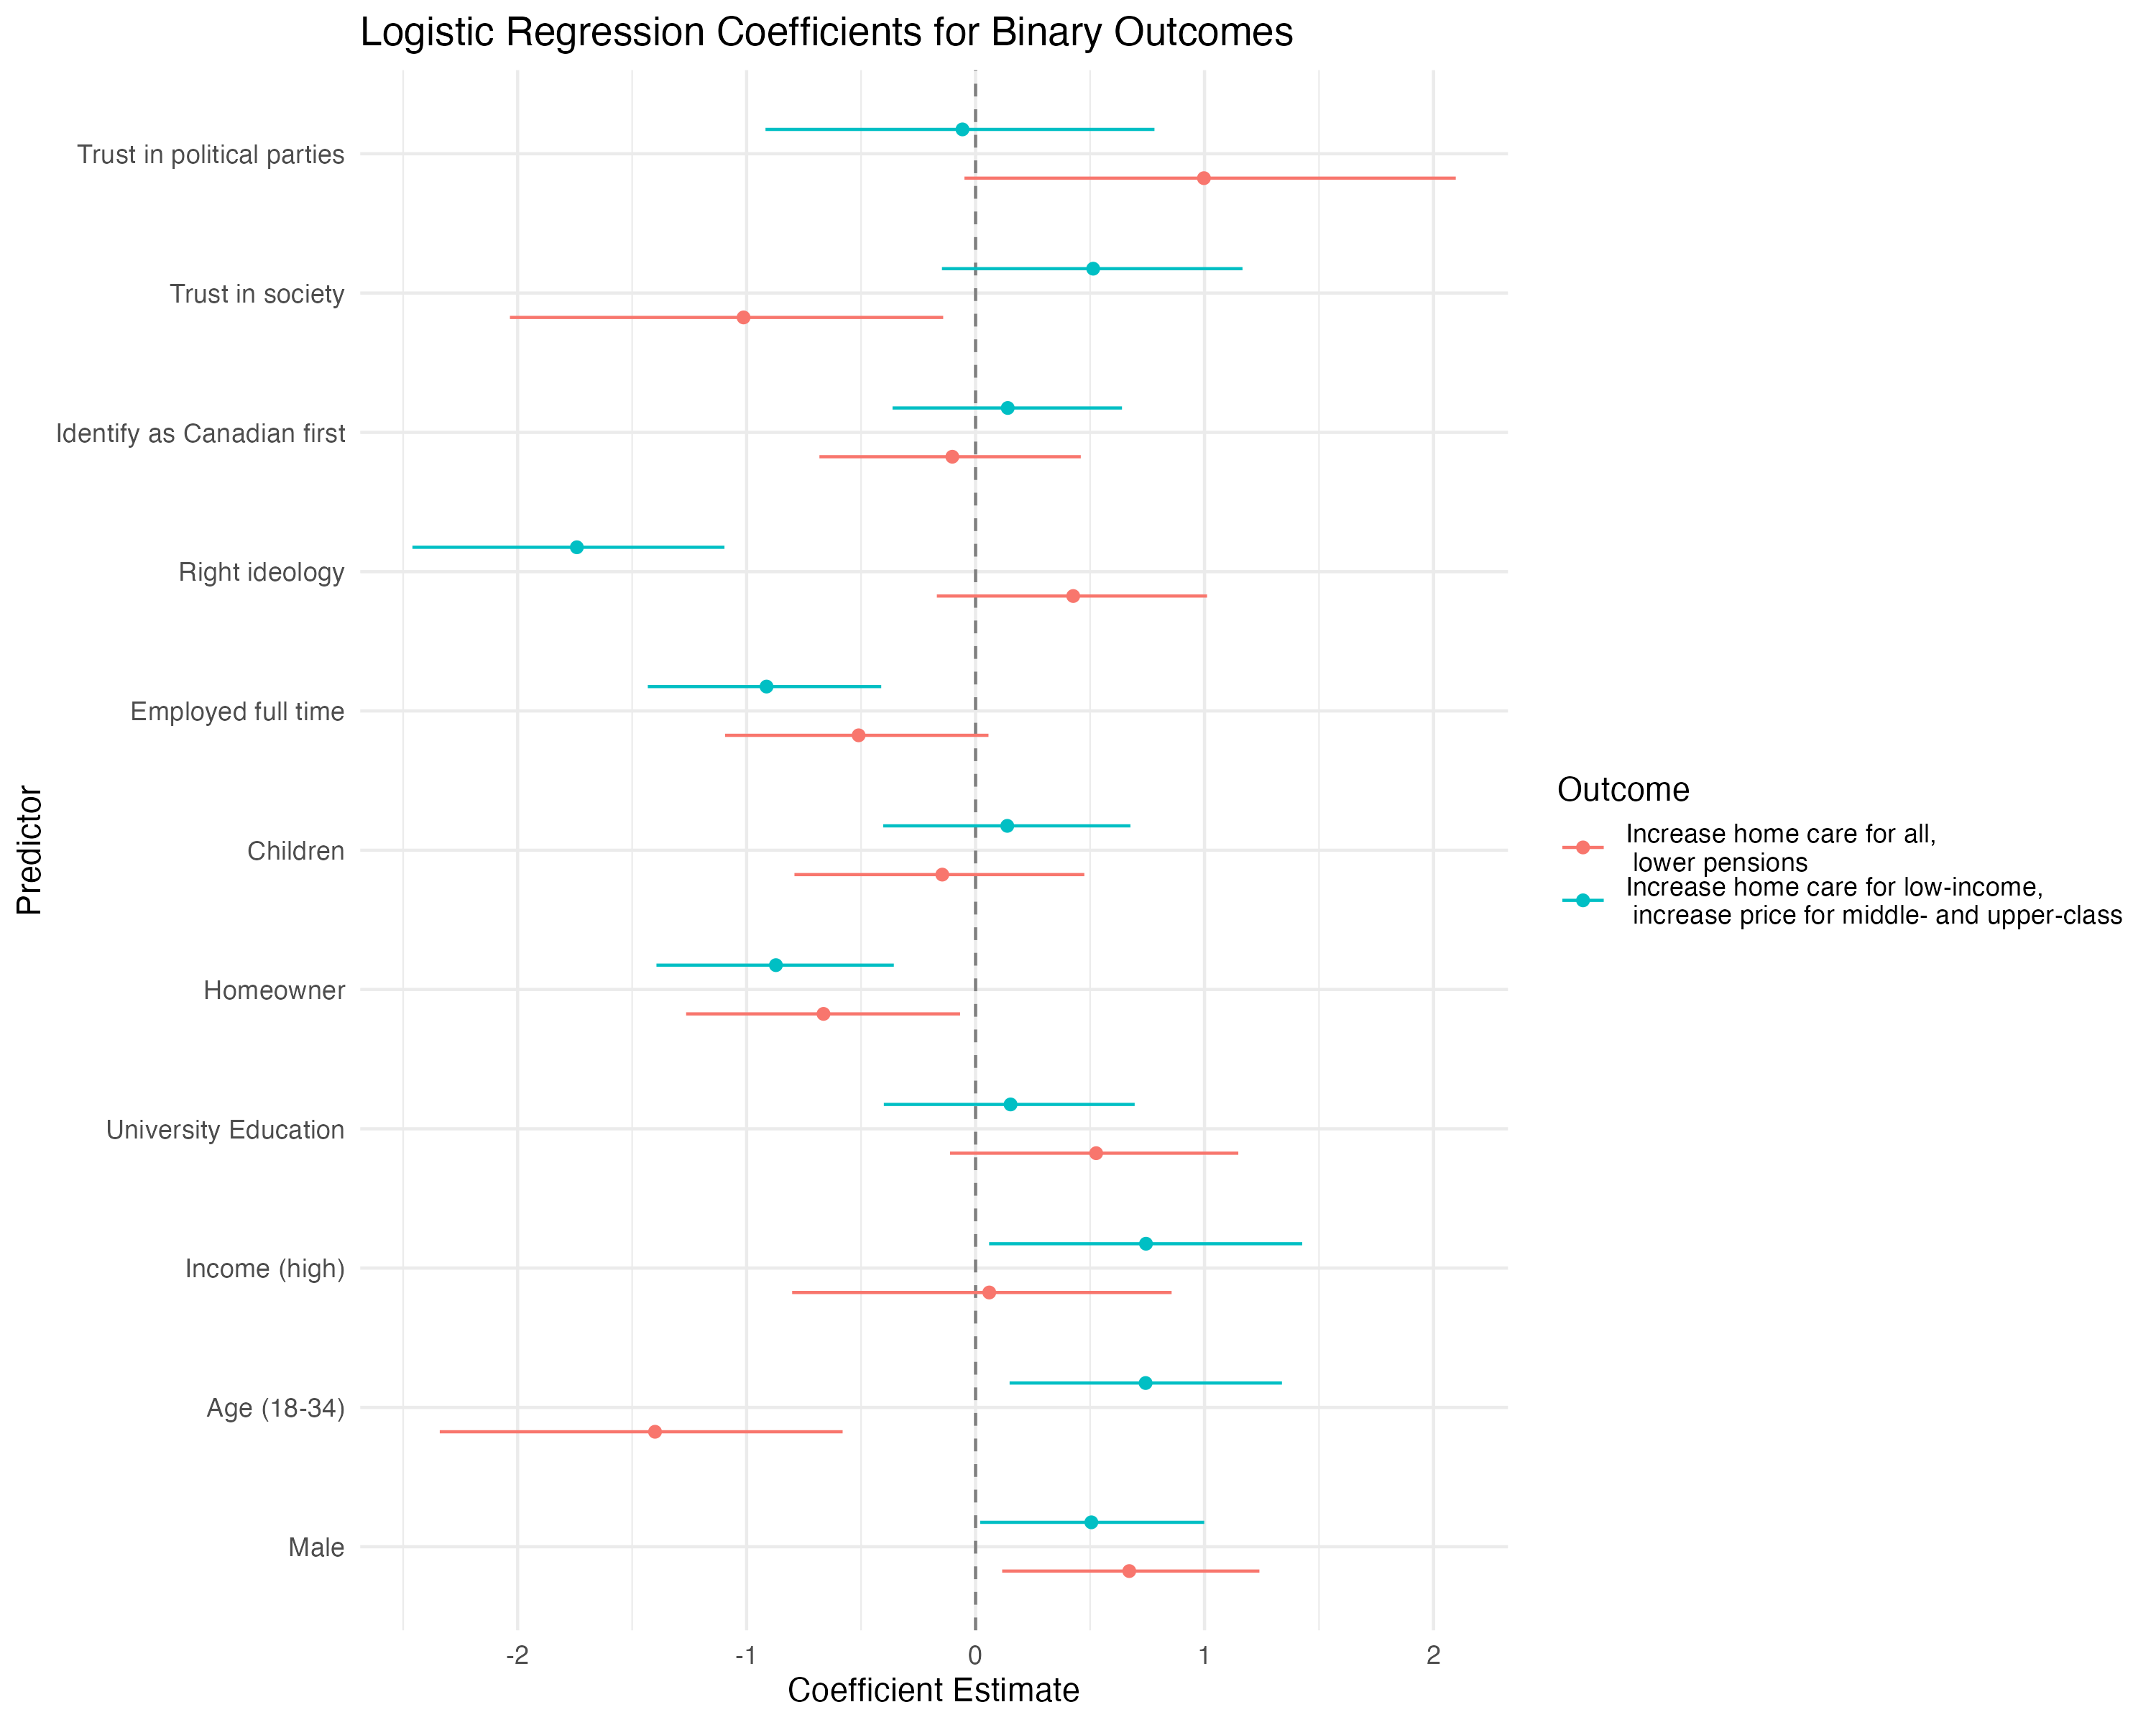 Logistic Regression Coefficients for Binary Outcomes
Trust in political parties
Trust in society
Identify as Canadian first
Right ideology
Employed full time
Children
Homeowner
University Education
Income (high)
Age (18-34)
Male
Predictor
-2 -1 0 1 2
Coefficient Estimate
Outcome
Increase home care for all,
lower pensions
Increase home care for low-income,
increase price for middle- and upper-class